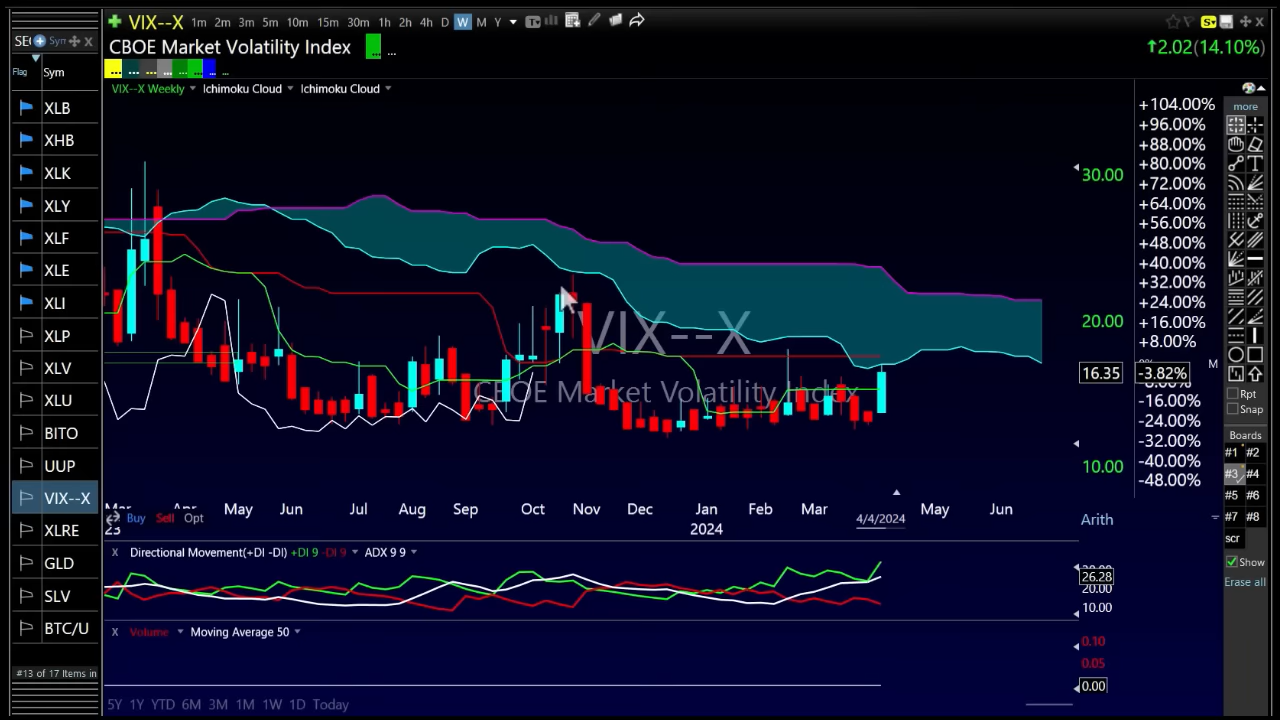 VIX--X 1m 2m 3m 5m 10m 15m 30m 1h 2h 4h D W M Y
CBOE Market Volatility Index
↑2.02(14.10%)
SE Sym
Flag Sym
XLB
XHB
XLK
XLY
XLF
XLE
XLI
XLP
XLV
XLU
BITO
UUP
VIX--X
XLRE
GLD
SLV
BTC/U
#13 of 17 Items in
VIX--X Weekly Ichimoku Cloud Ichimoku Cloud
30.00
20.00
16.35
10.00
+104.00%
+96.00%
+88.00%
+80.00%
+72.00%
+64.00%
+56.00%
+48.00%
+40.00%
+32.00%
+24.00%
+16.00%
+8.00%
-3.82%
-16.00%
-24.00%
-32.00%
-40.00%
-48.00%
M
VIX--X
CBOE Market Volatility Index
Mar Apr May Jun Jul Aug Sep Oct Nov Dec Jan Feb Mar 4/4/2024 May Jun
23 2024
Buy Sell Opt
Arith
X Directional Movement(+DI -DI) +DI 9 -DI 9 ADX 9 9
26.28
20.00
10.00
X Volume Moving Average 50
0.10
0.05
0.00
5Y 1Y YTD 6M 3M 1M 1W 1D Today
more
Rpt
Snap
Boards
#1 #2
#3 #4
#5 #6
#7 #8
scr
Show
Erase all